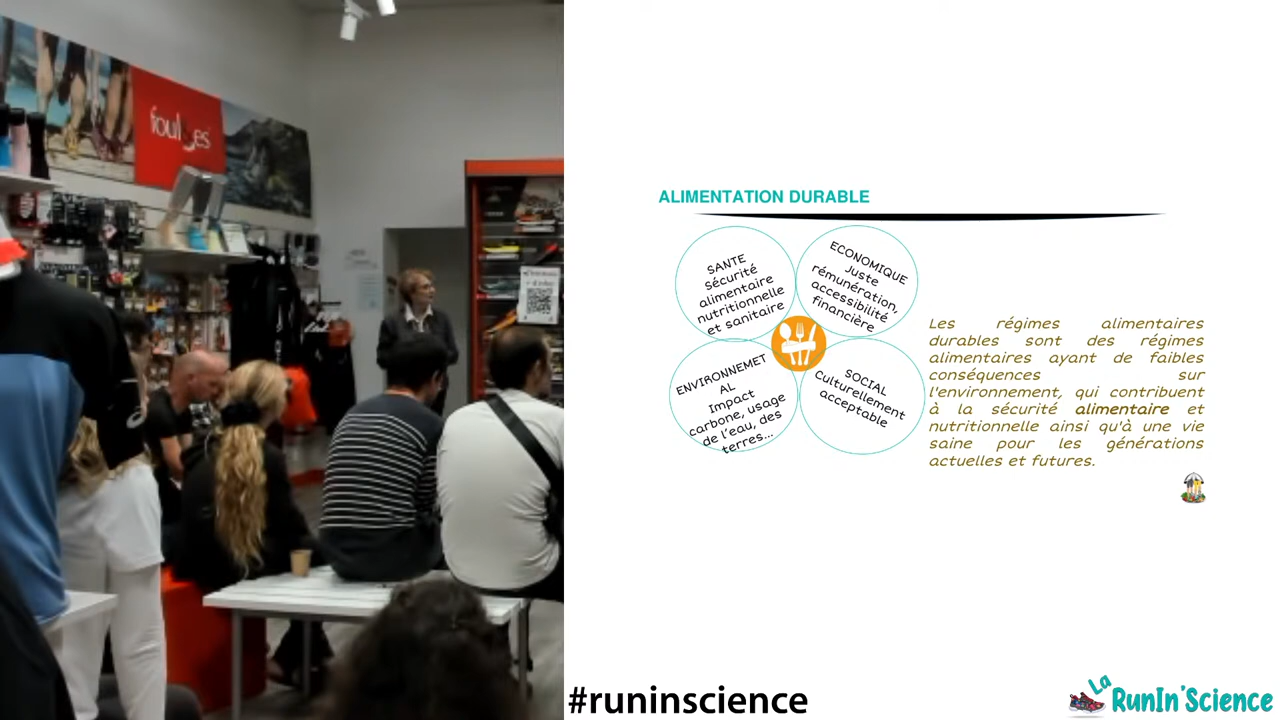 foulées
ALIMENTATION DURABLE
SANTE
Sécurité
alimentaire
nutritionnelle
et sanitaire
ECONOMIQUE
Juste
rémunération,
accessibilité
financière
ENVIRONNEMET
AL
Impact
carbone, usage
de l'eau, des
terres...
SOCIAL
Culturellement
acceptable
Les régimes alimentaires
durables sont des régimes
alimentaires ayant de faibles
conséquences sur
l'environnement, qui contribuent
à la sécurité alimentaire et
nutritionnelle ainsi qu'à une vie
saine pour les générations
actuelles et futures.
#runinscience
La
RunIn'Science